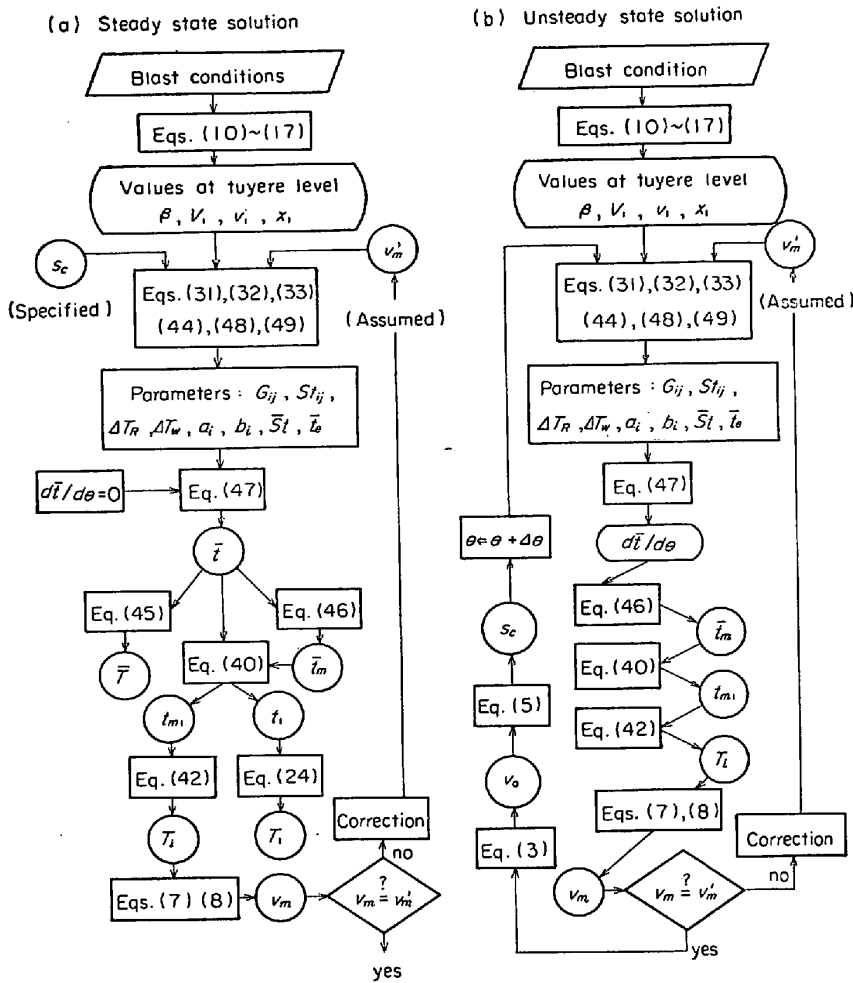 (a) Steady state solution
Blast conditions
Eqs. (10)~(17)
Values at tuyere level
β, V₁, v₁, x₁
s_c
(Specified)
v_m'
(Assumed)
Eqs. (31),(32),(33)
(44),(48),(49)
Parameters : G_ij, St_ij,
ΔT_R, ΔT_w, a_i, b_i, S̄t, t̄_e
dt̄/dθ=0
Eq. (47)
t̄
Eq. (45)
Eq. (46)
T̄
Eq. (40)
t̄_m
t_m₁
t₁
Eq. (42)
Eq. (24)
T_i
T₁
Correction
no
Eqs. (7) (8)
v_m
?
v_m = v_m'
yes
(b) Unsteady state solution
Blast condition
Eqs. (10)~(17)
Values at tuyere level
β, V₁, v₁, x₁
v_m'
(Assumed)
Eqs. (31),(32),(33)
(44),(48),(49)
Parameters : G_ij, St_ij,
ΔT_R, ΔT_w, a_i, b_i, S̄t, t̄_e
Eq. (47)
θ⇐θ+Δθ
dt̄/dθ
Eq. (46)
s_c
t̄_m
Eq. (40)
Eq. (5)
t_m₁
Eq. (42)
T_i
v_o
Eqs. (7),(8)
Eq. (3)
Correction
no
v_m
?
v_m = v_m'
yes